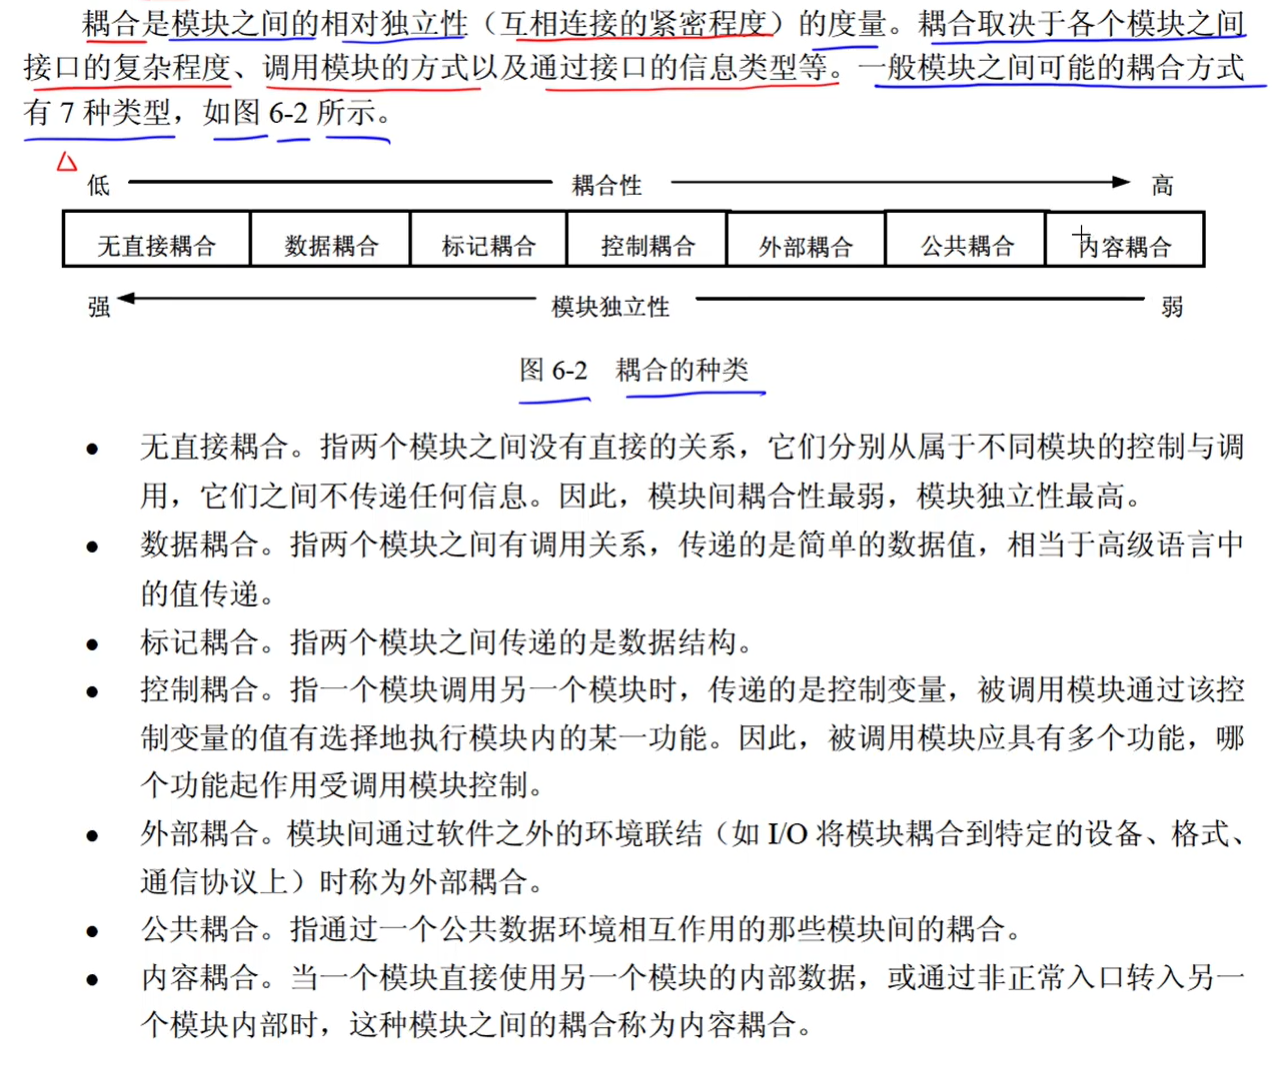 耦合是模块之间的相对独立性（互相连接的紧密程度）的度量。耦合取决于各个模块之间
接口的复杂程度、调用模块的方式以及通过接口的信息类型等。一般模块之间可能的耦合方式
有 7 种类型，如图 6-2 所示。
低 耦合性 高
无直接耦合 数据耦合 标记耦合 控制耦合 外部耦合 公共耦合 内容耦合
强 模块独立性 弱
图 6-2 耦合的种类
● 无直接耦合。指两个模块之间没有直接的关系，它们分别从属于不同模块的控制与调
用，它们之间不传递任何信息。因此，模块间耦合性最弱，模块独立性最高。
● 数据耦合。指两个模块之间有调用关系，传递的是简单的数据值，相当于高级语言中
的值传递。
● 标记耦合。指两个模块之间传递的是数据结构。
● 控制耦合。指一个模块调用另一个模块时，传递的是控制变量，被调用模块通过该控
制变量的值有选择地执行模块内的某一功能。因此，被调用模块应具有多个功能，哪
个功能起作用受调用模块控制。
● 外部耦合。模块间通过软件之外的环境联结（如 I/O 将模块耦合到特定的设备、格式、
通信协议上）时称为外部耦合。
● 公共耦合。指通过一个公共数据环境相互作用的那些模块间的耦合。
● 内容耦合。当一个模块直接使用另一个模块的内部数据，或通过非正常入口转入另一
个模块内部时，这种模块之间的耦合称为内容耦合。